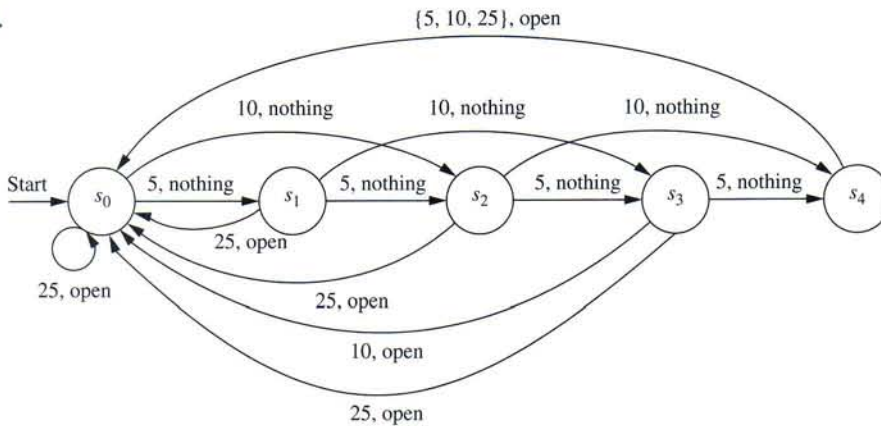 {5, 10, 25}, open
10, nothing
10, nothing
10, nothing
Start
s0
5, nothing
s1
5, nothing
s2
5, nothing
s3
5, nothing
s4
25, open
25, open
25, open
10, open
25, open